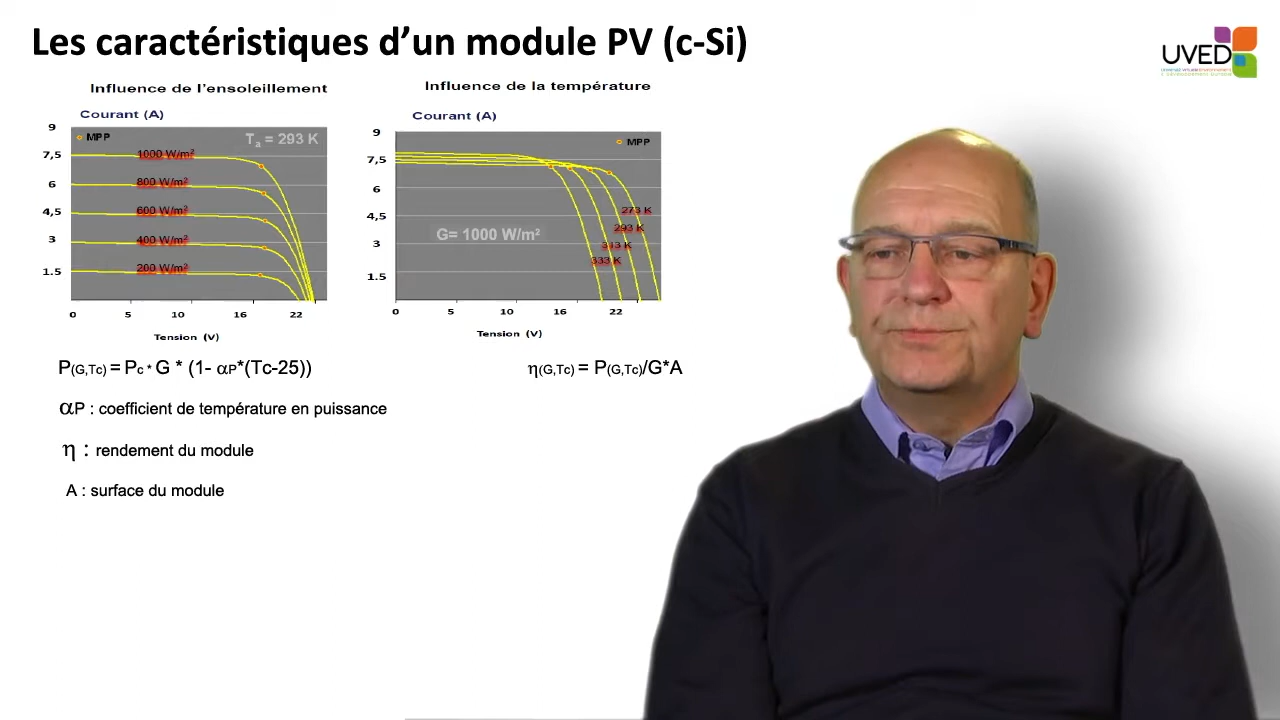 Les caractéristiques d’un module PV (c-Si)
UVED
Influence de l’ensoleillement
Courant (A)
9
7,5
6
4,5
3
1.5
MPP
Ta = 293 K
1000 W/m²
800 W/m²
600 W/m²
400 W/m²
200 W/m²
0 5 10 16 22
Tension (V)
Influence de la température
Courant (A)
9
7,5
6
4,5
3
1.5
MPP
G= 1000 W/m²
273 K
293 K
313 K
333 K
0 5 10 16 22
Tension (V)
P(G,Tc) = Pc * G * (1- αP*(Tc-25))
η(G,Tc) = P(G,Tc)/G*A
αP : coefficient de température en puissance
η : rendement du module
A : surface du module